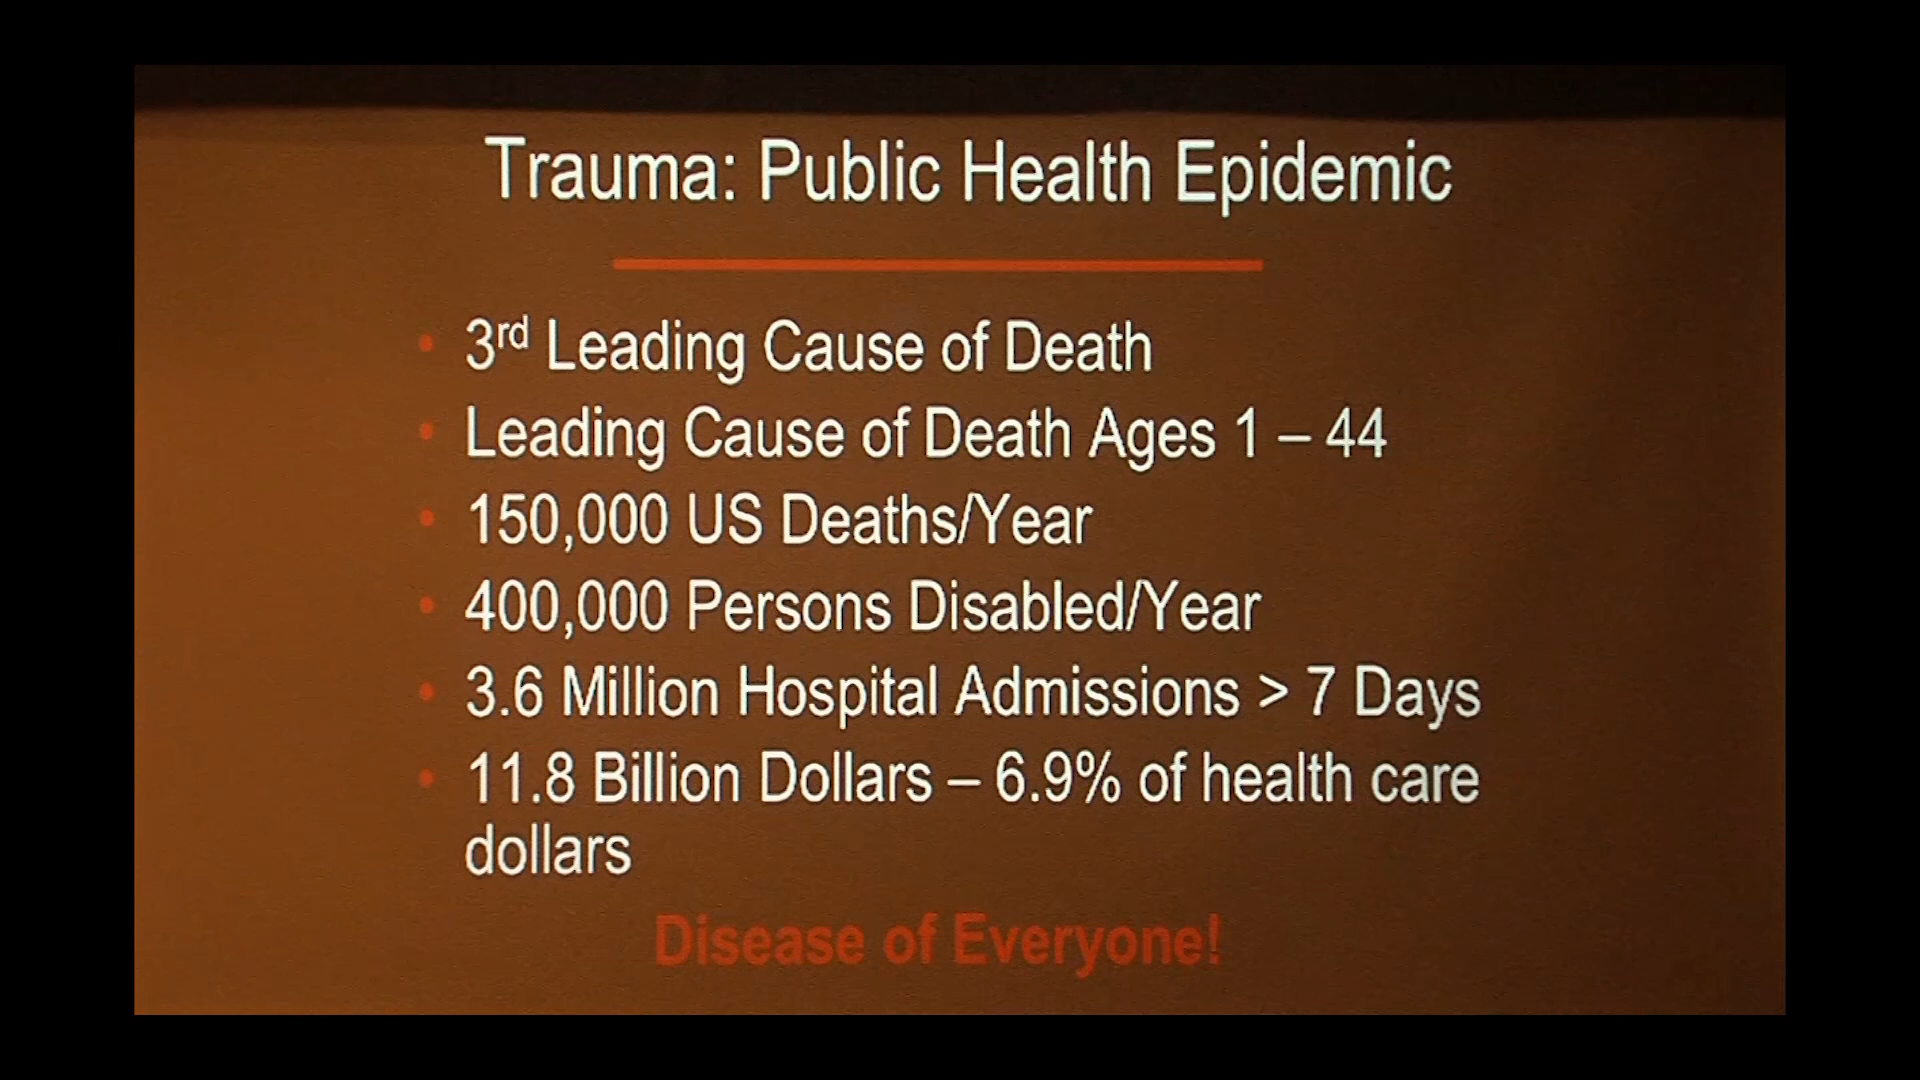 Trauma: Public Health Epidemic
• 3rd Leading Cause of Death
• Leading Cause of Death Ages 1 – 44
• 150,000 US Deaths/Year
• 400,000 Persons Disabled/Year
• 3.6 Million Hospital Admissions > 7 Days
• 11.8 Billion Dollars – 6.9% of health care
dollars
Disease of Everyone!